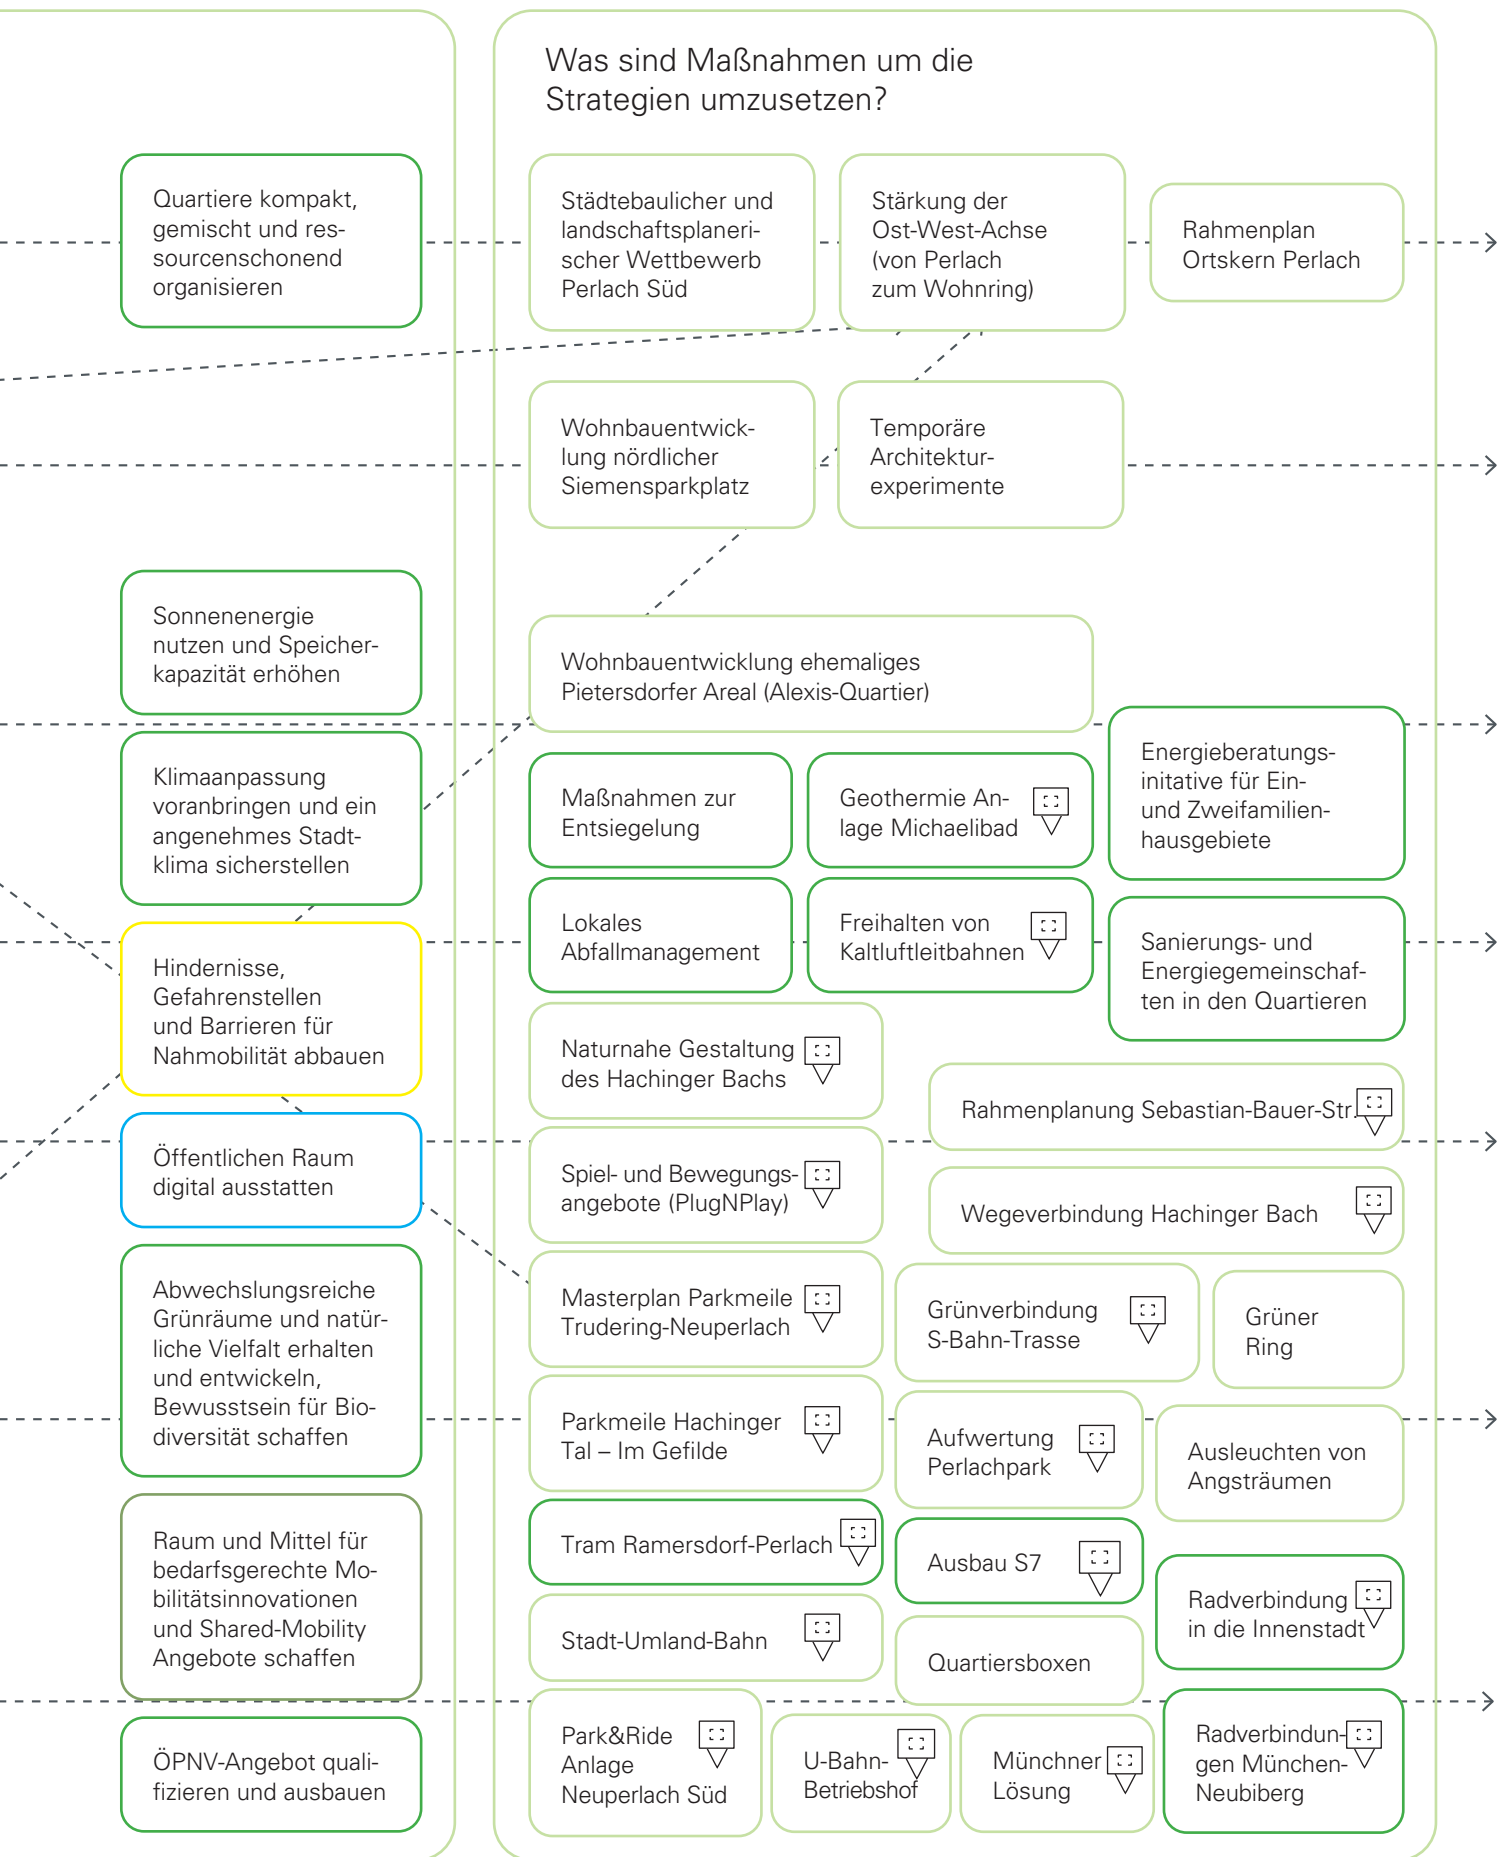 Quartiere kompakt,
gemischt und res-
sourcenschonend
organisieren
Sonnenenergie
nutzen und Speicher-
kapazität erhöhen
Klimaanpassung
voranbringen und ein
angenehmes Stadt-
klima sicherstellen
Hindernisse,
Gefahrenstellen
und Barrieren für
Nahmobilität abbauen
Öffentlichen Raum
digital ausstatten
Abwechslungsreiche
Grünräume und natür-
liche Vielfalt erhalten
und entwickeln,
Bewusstsein für Bio-
diversität schaffen
Raum und Mittel für
bedarfsgerechte Mo-
bilitätsinnovationen
und Shared-Mobility
Angebote schaffen
ÖPNV-Angebot quali-
fizieren und ausbauen
Was sind Maßnahmen um die
Strategien umzusetzen?
Städtebaulicher und
landschaftsplaneri-
scher Wettbewerb
Perlach Süd
Stärkung der
Ost-West-Achse
(von Perlach
zum Wohnring)
Rahmenplan
Ortskern Perlach
Wohnbauentwick-
lung nördlicher
Siemensparkplatz
Temporäre
Architektur-
experimente
Wohnbauentwicklung ehemaliges
Pietersdorfer Areal (Alexis-Quartier)
Maßnahmen zur
Entsiegelung
Geothermie An-
lage Michaelibad
Energieberatungs-
initative für Ein-
und Zweifamilien-
hausgebiete
Lokales
Abfallmanagement
Freihalten von
Kaltluftleitbahnen
Sanierungs- und
Energiegemeinschaf-
ten in den Quartieren
Naturnahe Gestaltung
des Hachinger Bachs
Rahmenplanung Sebastian-Bauer-Str.
Spiel- und Bewegungs-
angebote (PlugNPlay)
Wegeverbindung Hachinger Bach
Masterplan Parkmeile
Trudering-Neuperlach
Grünverbindung
S-Bahn-Trasse
Grüner
Ring
Parkmeile Hachinger
Tal – Im Gefilde
Aufwertung
Perlachpark
Ausleuchten von
Angsträumen
Tram Ramersdorf-Perlach
Ausbau S7
Radverbindung
in die Innenstadt
Stadt-Umland-Bahn
Quartiersboxen
Park&Ride
Anlage
Neuperlach Süd
U-Bahn-
Betriebshof
Münchner
Lösung
Radverbindun-
gen München-
Neubiberg